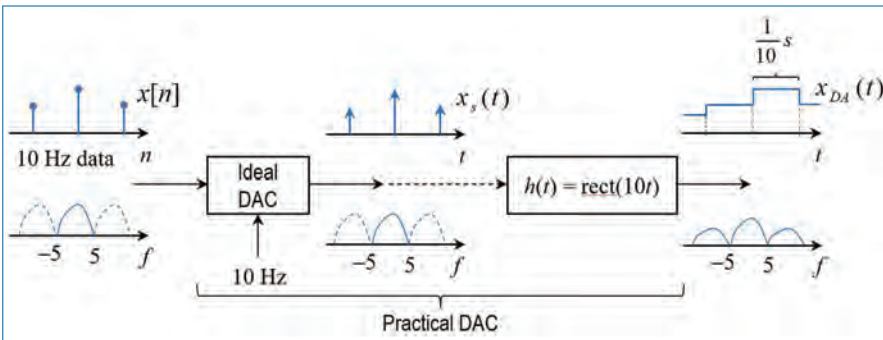 1/10 s
x[n]
x_s(t)
x_DA(t)
10 Hz data
n
t
t
Ideal
DAC
h(t) = rect(10t)
−5 5 f
−5 5 f
−5 5 f
10 Hz
Practical DAC